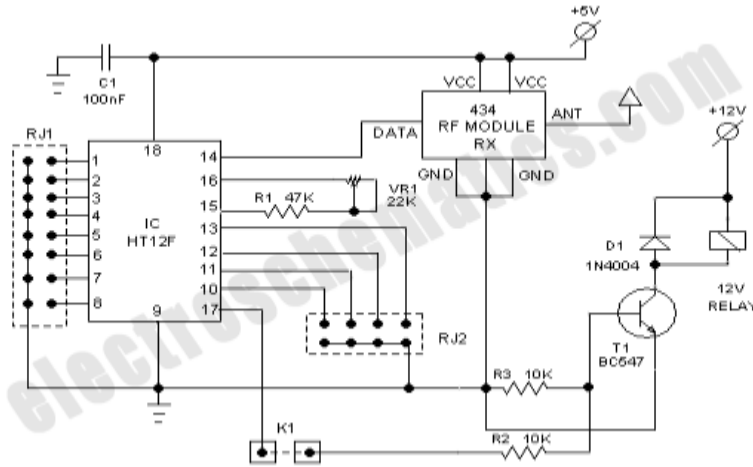 +5V
C1
100nF
VCC
VCC
434
RF MODULE
RX
DATA
ANT
GND
GND
+12V
RJ1
1
2
3
4
5
6
7
8
18
IC
HT12F
9
14
16
15
13
12
11
10
17
R1 47K
VR1
22K
D1
1N4004
12V
RELAY
T1
BC547
RJ2
R3 10K
R2 10K
K1
electroschematics.com